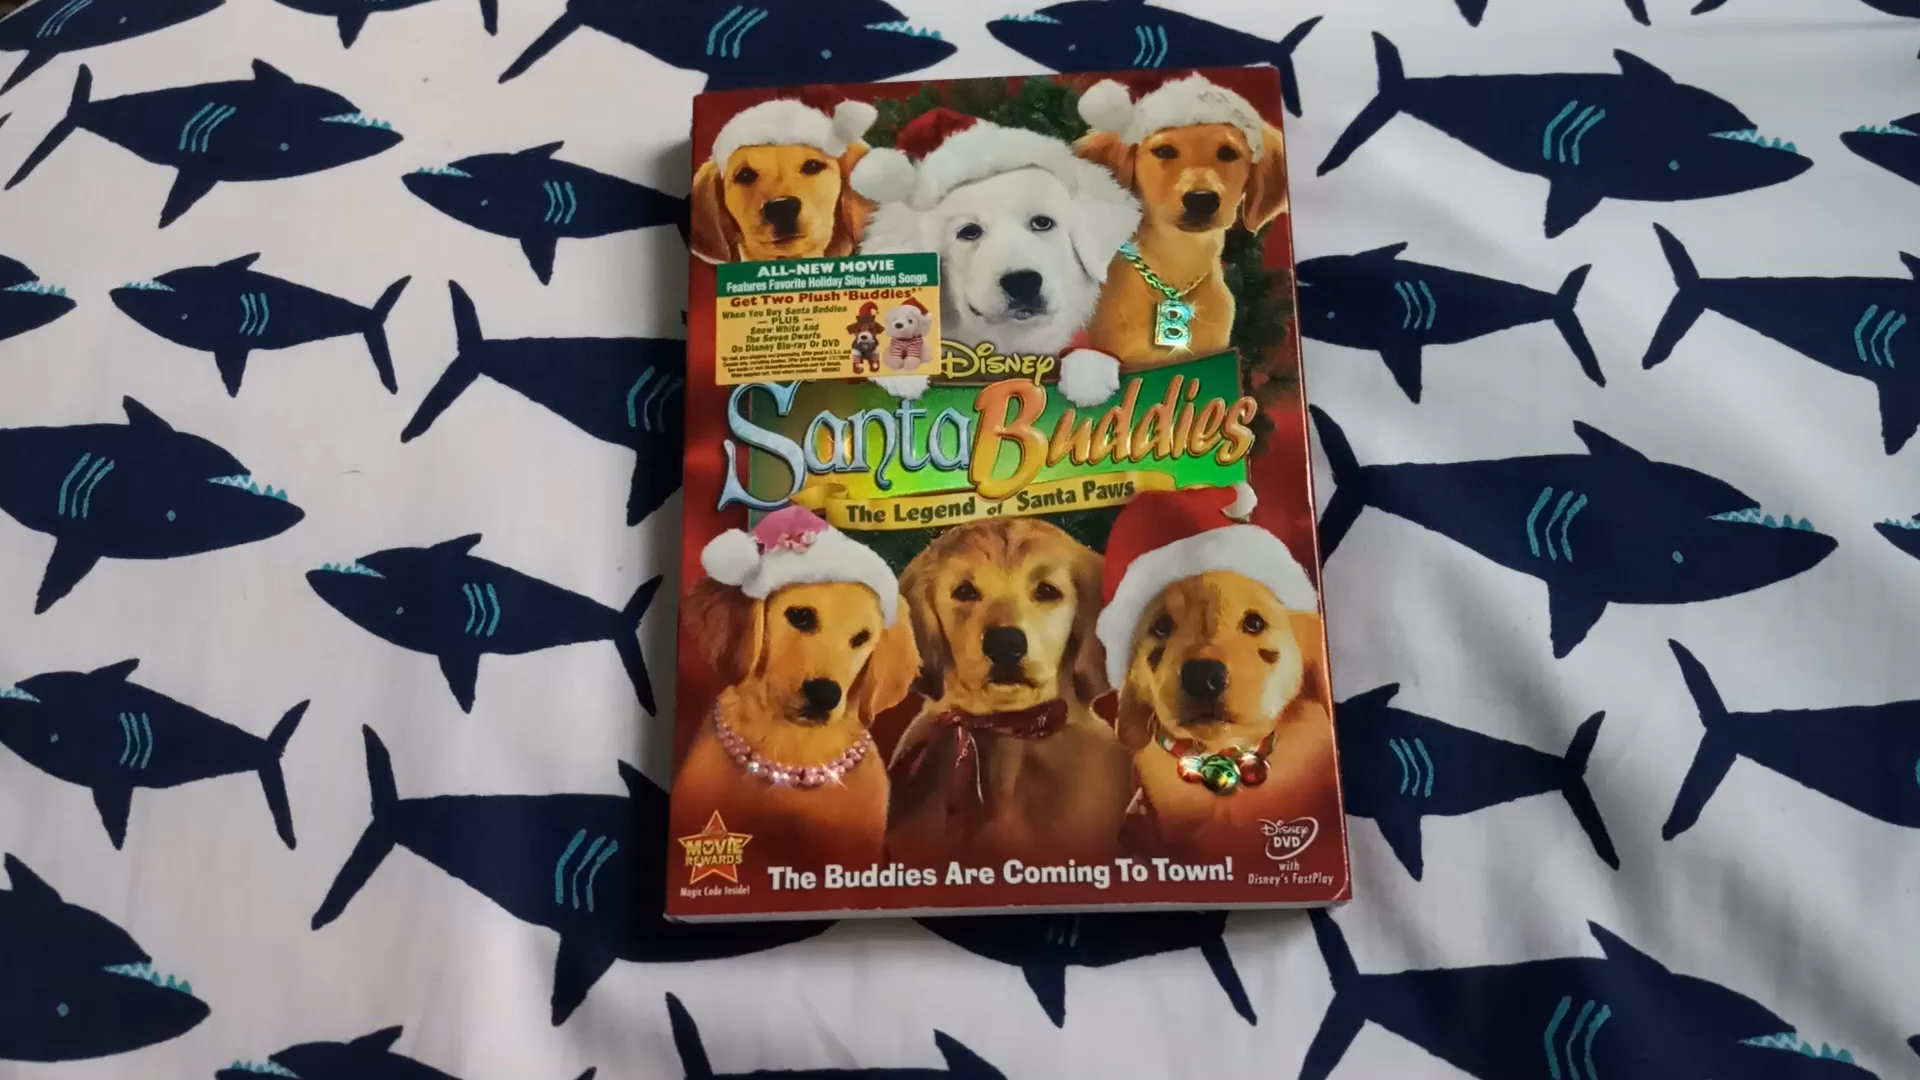 ALL-NEW MOVIE
Features Favorite Holiday Sing-Along Songs
Get Two Plush "Buddies"*
When You Buy Santa Buddies
— PLUS —
Snow White And
The Seven Dwarfs
On Disney Blu-ray Or DVD
B
Disney
Santa Buddies
The Legend of Santa Paws
MOVIE
REWARDS
Magic Code Inside!
The Buddies Are Coming To Town!
Disney
DVD
with
Disney's FastPlay